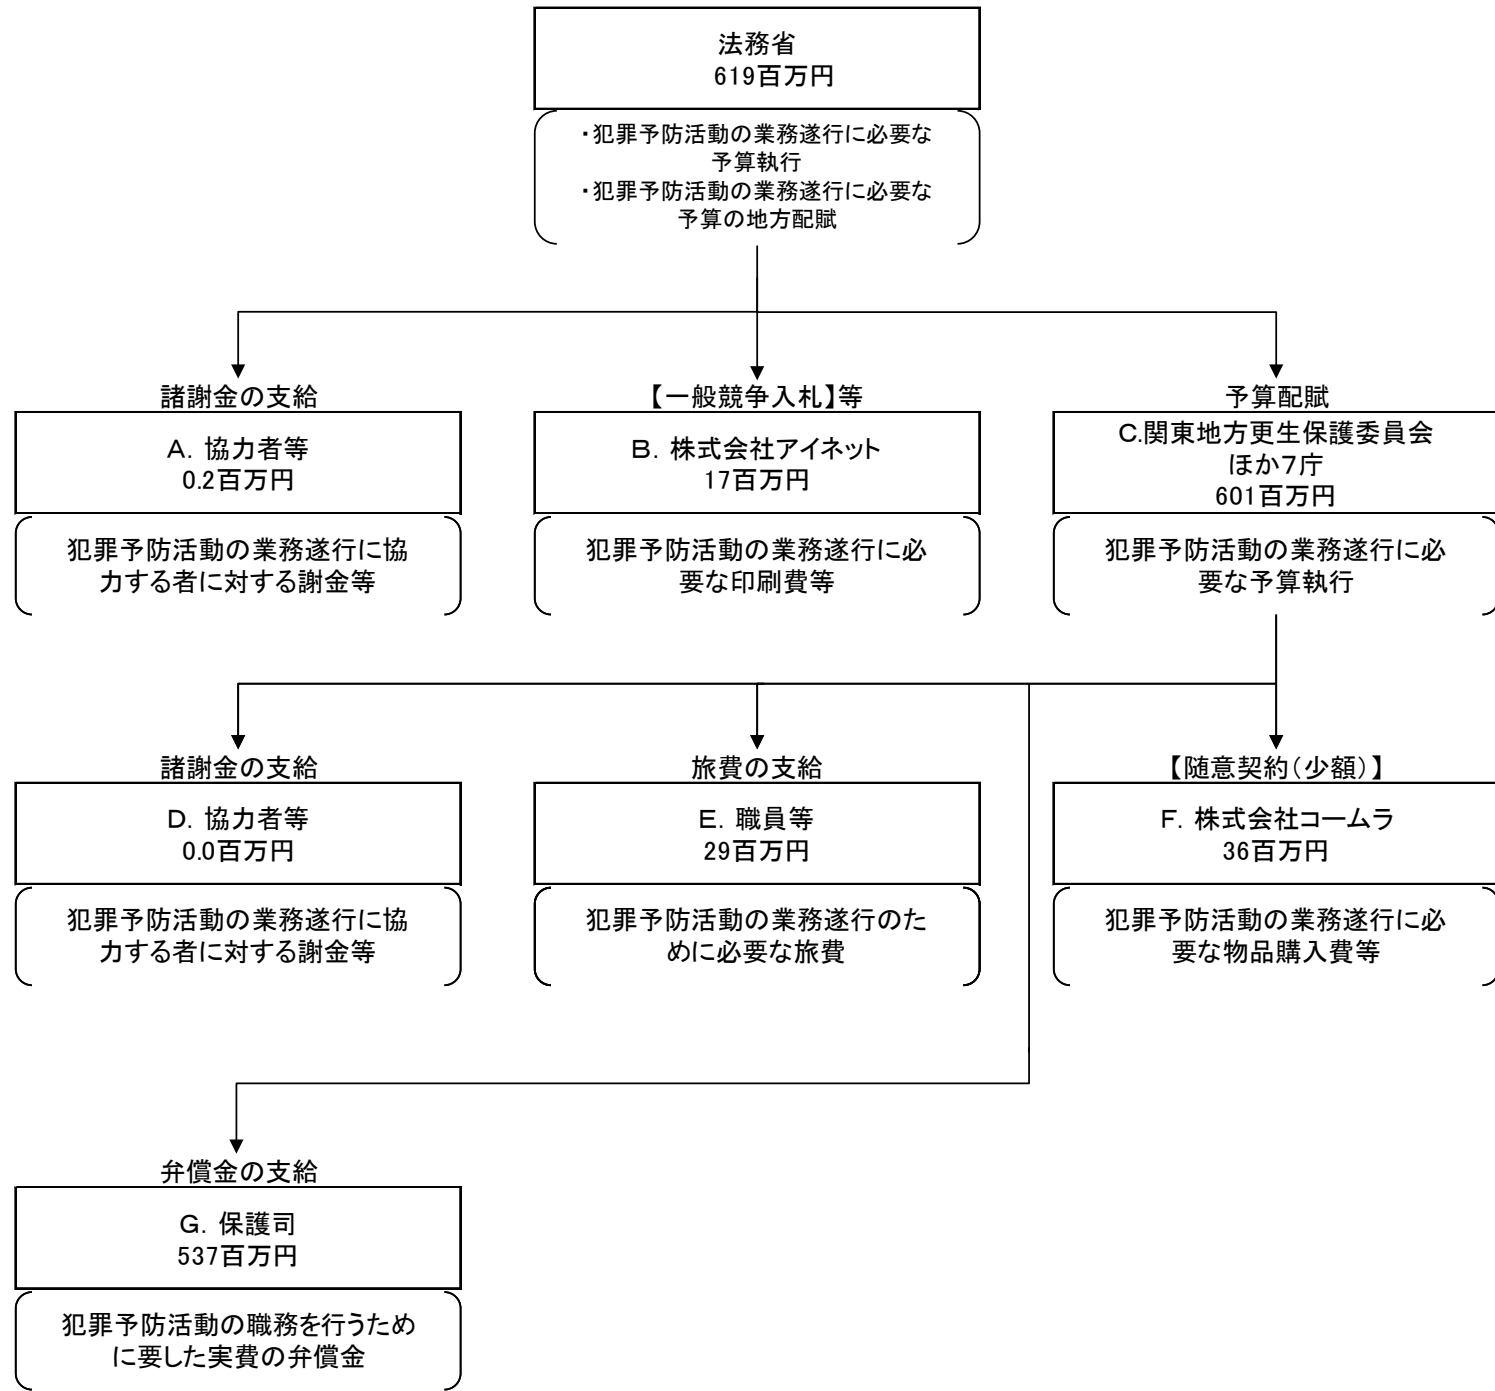 法務省
619百万円
・犯罪予防活動の業務遂行に必要な
予算執行
・犯罪予防活動の業務遂行に必要な
予算の地方配賦
諸謝金の支給
A．協力者等
0.2百万円
犯罪予防活動の業務遂行に協
力する者に対する謝金等
【一般競争入札】等
B．株式会社アイネット
17百万円
犯罪予防活動の業務遂行に必
要な印刷費等
予算配賦
C.関東地方更生保護委員会
ほか７庁
601百万円
犯罪予防活動の業務遂行に必
要な予算執行
諸謝金の支給
D．協力者等
0.0百万円
犯罪予防活動の業務遂行に協
力する者に対する謝金等
旅費の支給
E．職員等
29百万円
犯罪予防活動の業務遂行のた
めに必要な旅費
【随意契約（少額）】
F．株式会社コームラ
36百万円
犯罪予防活動の業務遂行に必
要な物品購入費等
弁償金の支給
G．保護司
537百万円
犯罪予防活動の職務を行うため
に要した実費の弁償金